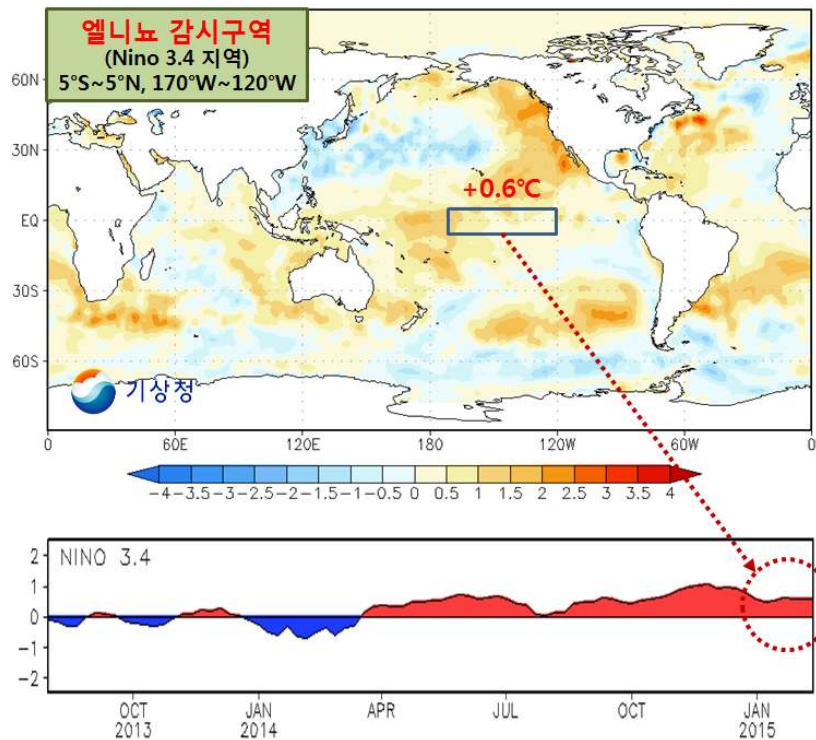 엘니뇨 감시구역
(Nino 3.4 지역)
5°S~5°N, 170°W~120°W
60N
30N
+0.6℃
EQ
30S
60S
기상청
0 60E 120E 180 120W 60W 0
-4 -3.5 -3 -2.5 -2 -1.5 -1 -0.5 0 0.5 1 1.5 2 2.5 3 3.5 4
NINO 3.4
2
1
0
-1
-2
OCT JAN APR JUL OCT JAN
2013 2014 2015